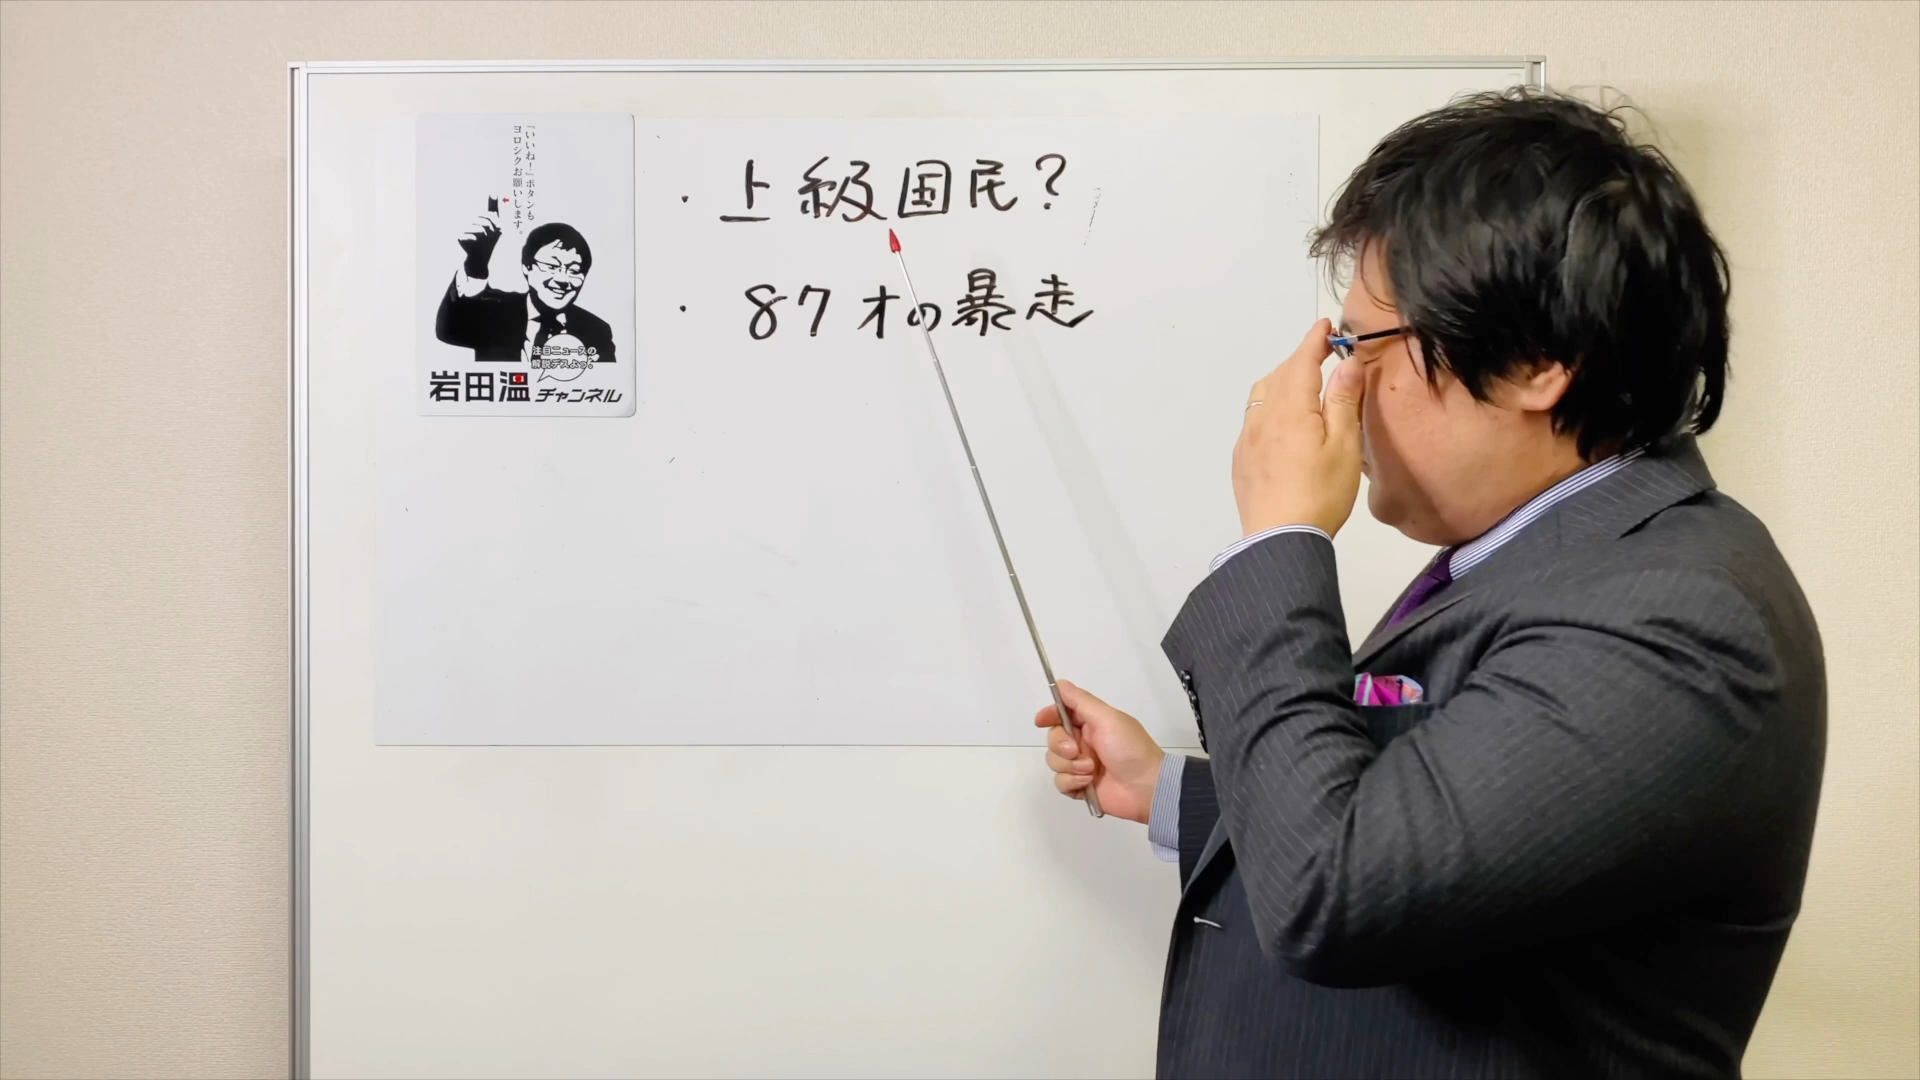 「いいね！」ボタンも
ヨロシクお願いします。
注目ニュースの
解説デスよっ。
岩田温チャンネル
・上級国民？
・87才の暴走